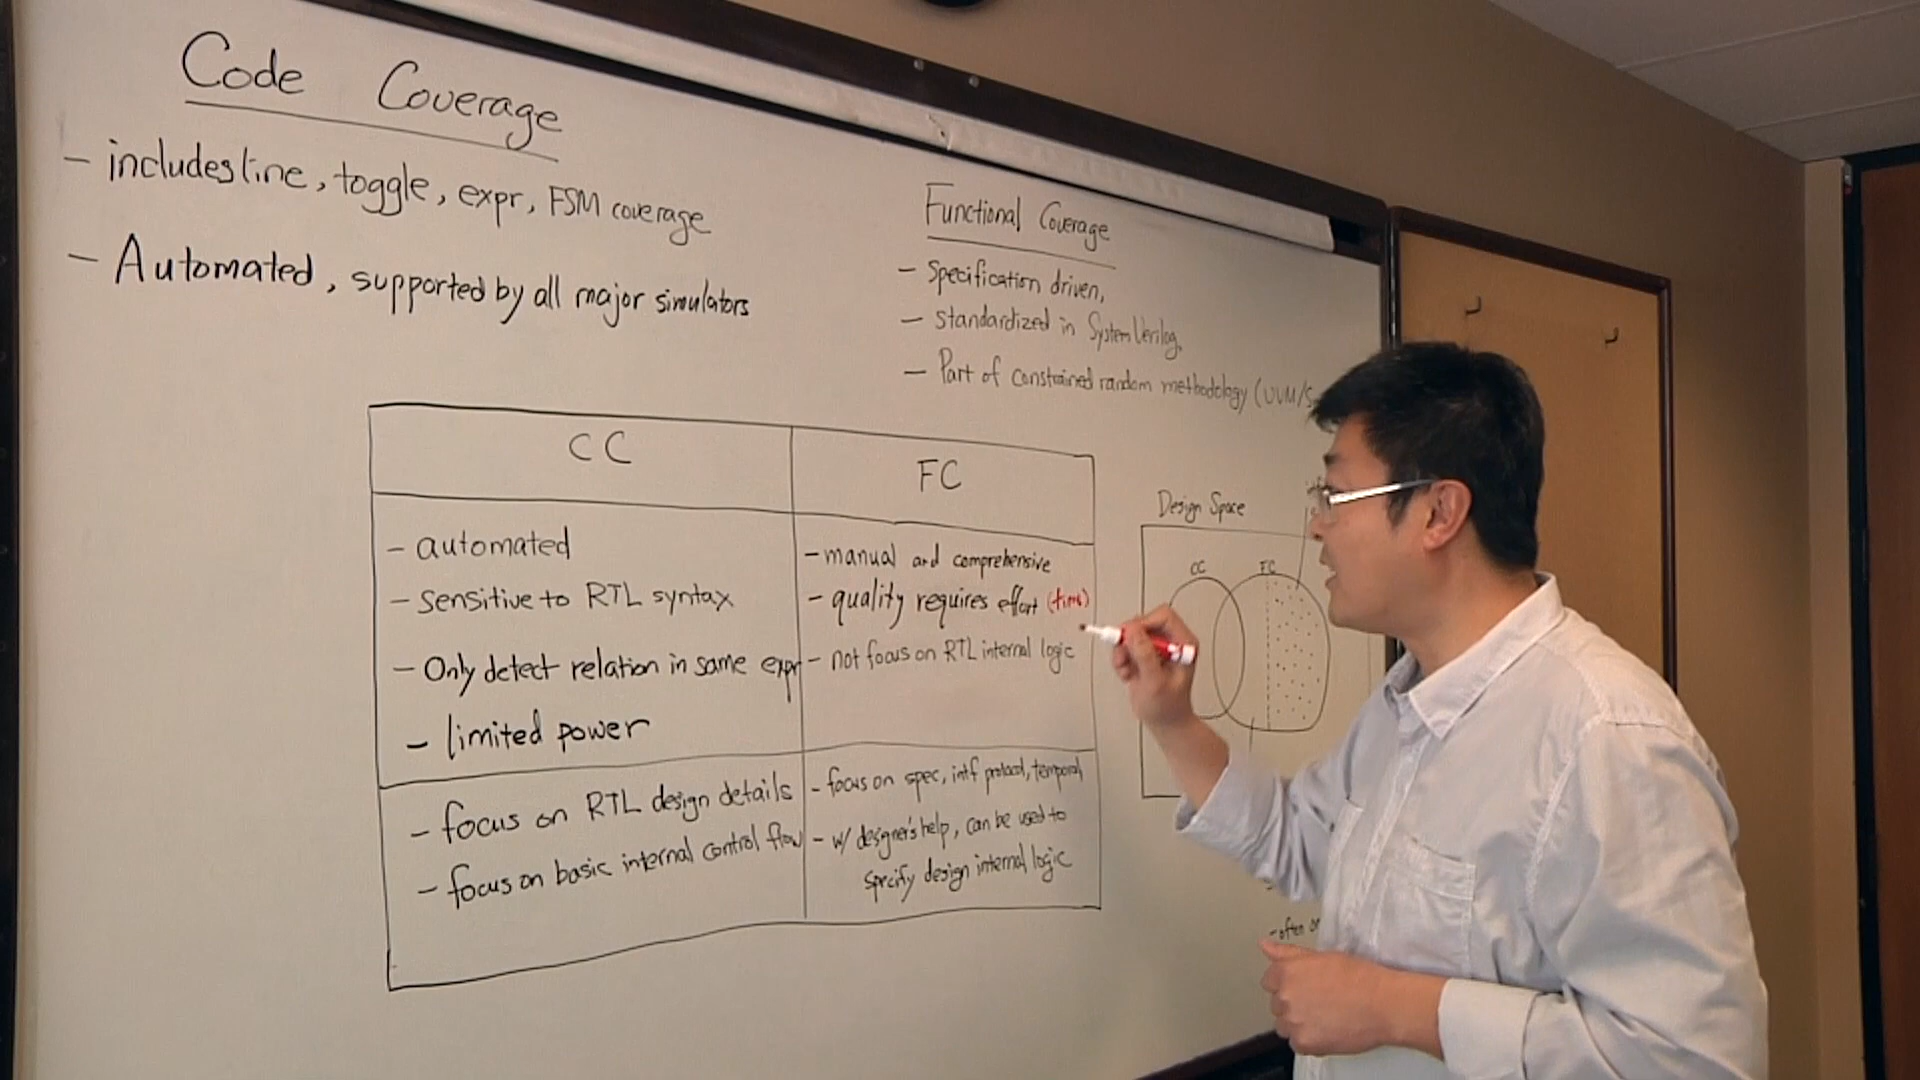 Code Coverage
- includes line, toggle, expr, FSM coverage
- Automated, supported by all major simulators
Functional Coverage
- Specification driven,
- standardized in SystemVerilog,
- Part of constrained random methodology (UVM/S
CC
FC
- automated
- sensitive to RTL syntax
- Only detect relation in same expr
- limited power
- manual and comprehensive
- quality requires effort (time)
- not focus on RTL internal logic
- focus on RTL design details
- focus on basic internal control flow
- focus on spec, intf protocol, temporal
- w/ designer's help, can be used to
specify design internal logic
Design Space
CC
FC
- often